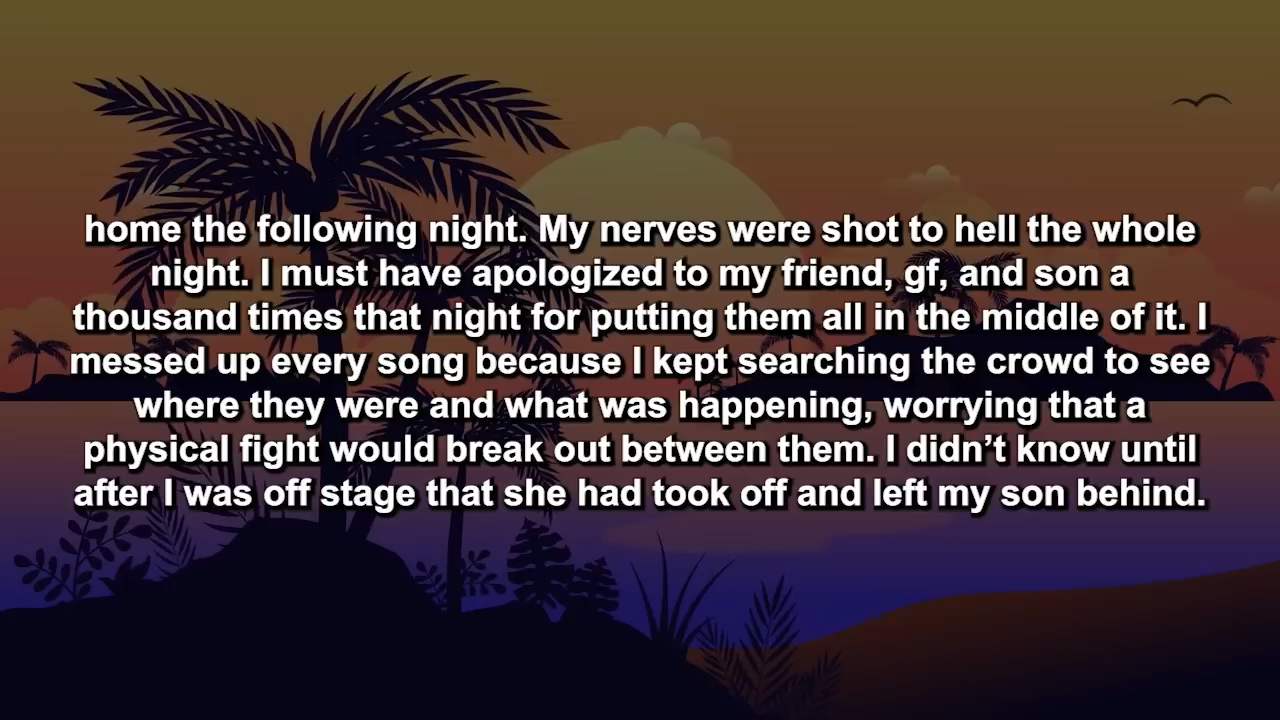 home the following night. My nerves were shot to hell the whole
night. I must have apologized to my friend, gf, and son a
thousand times that night for putting them all in the middle of it. I
messed up every song because I kept searching the crowd to see
where they were and what was happening, worrying that a
physical fight would break out between them. I didn’t know until
after I was off stage that she had took off and left my son behind.